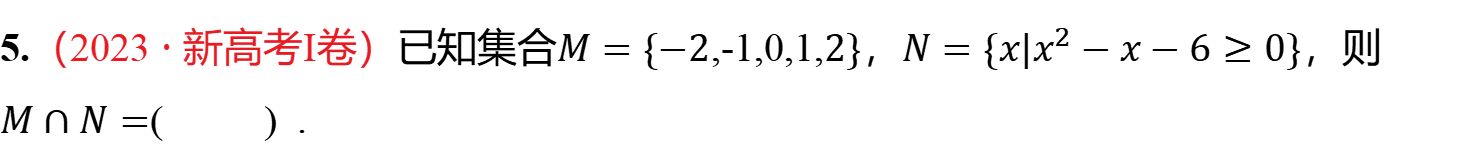 5.（2023·新高考I卷）已知集合M = {−2,-1,0,1,2}，N = {x|x² − x − 6 ≥ 0}，则
M ∩ N =(  ) .